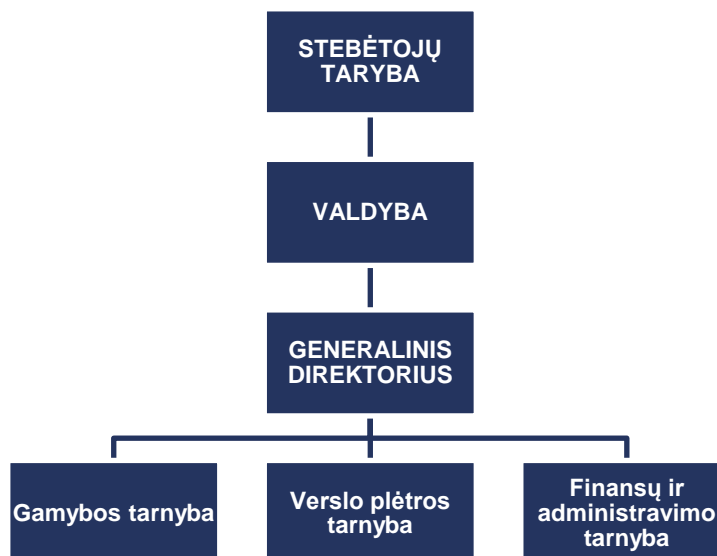 STEBĖTOJŲ
TARYBA
VALDYBA
GENERALINIS
DIREKTORIUS
Gamybos tarnyba
Verslo plėtros
tarnyba
Finansų ir
administravimo
tarnyba